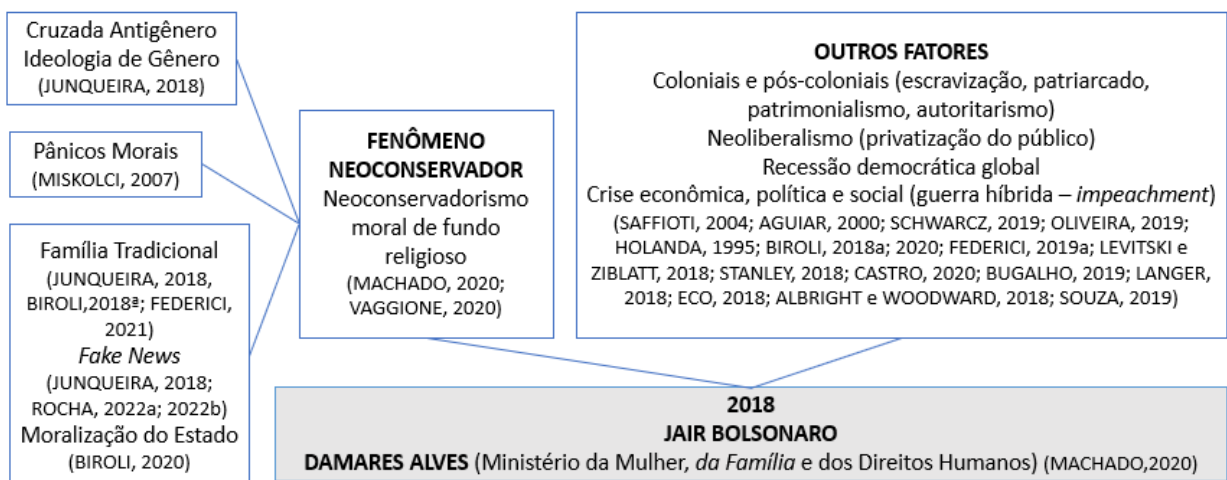 Cruzada Antigênero
Ideologia de Gênero
(JUNQUEIRA, 2018)
Pânicos Morais
(MISKOLCI, 2007)
Família Tradicional
(JUNQUEIRA, 2018,
BIROLI,2018ª; FEDERICI,
2021)
Fake News
(JUNQUEIRA, 2018;
ROCHA, 2022a; 2022b)
Moralização do Estado
(BIROLI, 2020)
FENÔMENO
NEOCONSERVADOR
Neoconservadorismo
moral de fundo
religioso
(MACHADO, 2020;
VAGGIONE, 2020)
OUTROS FATORES
Coloniais e pós-coloniais (escravização, patriarcado,
patrimonialismo, autoritarismo)
Neoliberalismo (privatização do público)
Recessão democrática global
Crise econômica, política e social (guerra híbrida – impeachment)
(SAFFIOTI, 2004; AGUIAR, 2000; SCHWARCZ, 2019; OLIVEIRA, 2019;
HOLANDA, 1995; BIROLI, 2018a; 2020; FEDERICI, 2019a; LEVITSKI e
ZIBLATT, 2018; STANLEY, 2018; CASTRO, 2020; BUGALHO, 2019; LANGER,
2018; ECO, 2018; ALBRIGHT e WOODWARD, 2018; SOUZA, 2019)
2018
JAIR BOLSONARO
DAMARES ALVES (Ministério da Mulher, da Família e dos Direitos Humanos) (MACHADO,2020)